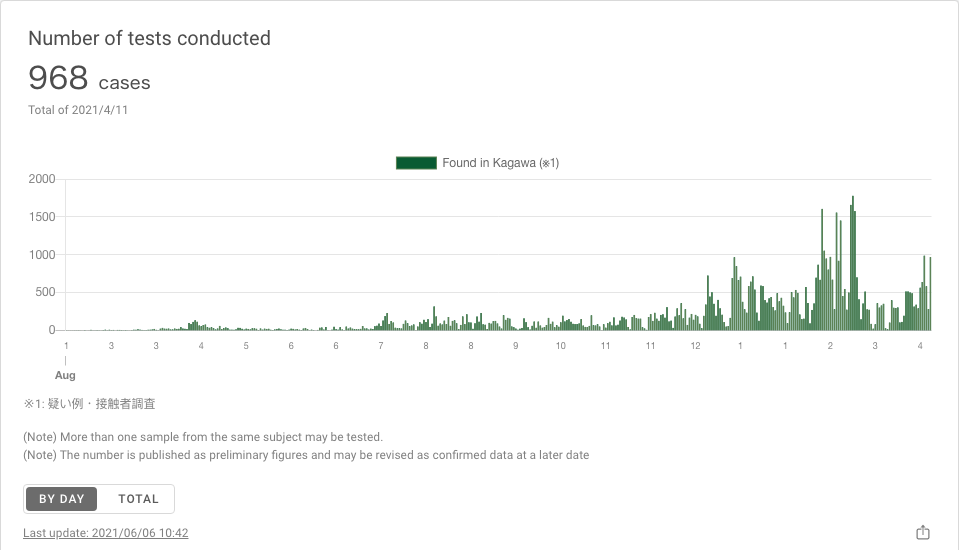 Number of tests conducted
968 cases
Total of 2021/4/11
Found in Kagawa (※1)
2000
1500
1000
500
0
1 3 3 4 5 6 6 7 8 8 9 10 11 11 12 1 1 2 3 4
Aug
※1: 疑い例・接触者調査
(Note) More than one sample from the same subject may be tested.
(Note) The number is published as preliminary figures and may be revised as confirmed data at a later date
BY DAY TOTAL
Last update: 2021/06/06 10:42